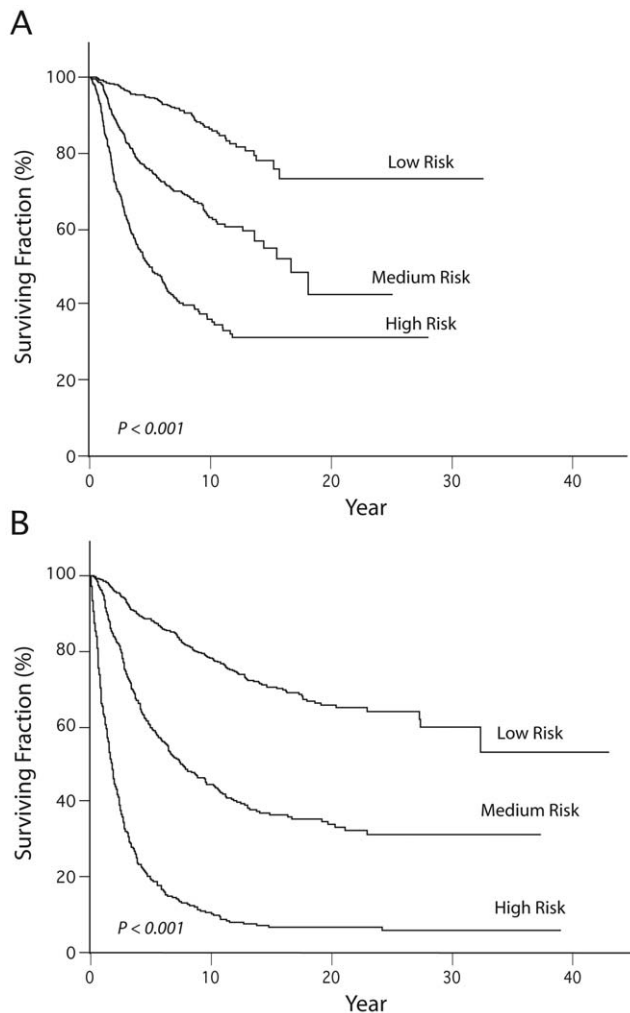 A
100
80
60
40
20
0
Surviving Fraction (%)
Low Risk
Medium Risk
High Risk
P < 0.001
0 10 20 30 40
Year
B
100
80
60
40
20
0
Surviving Fraction (%)
Low Risk
Medium Risk
High Risk
P < 0.001
0 10 20 30 40
Year